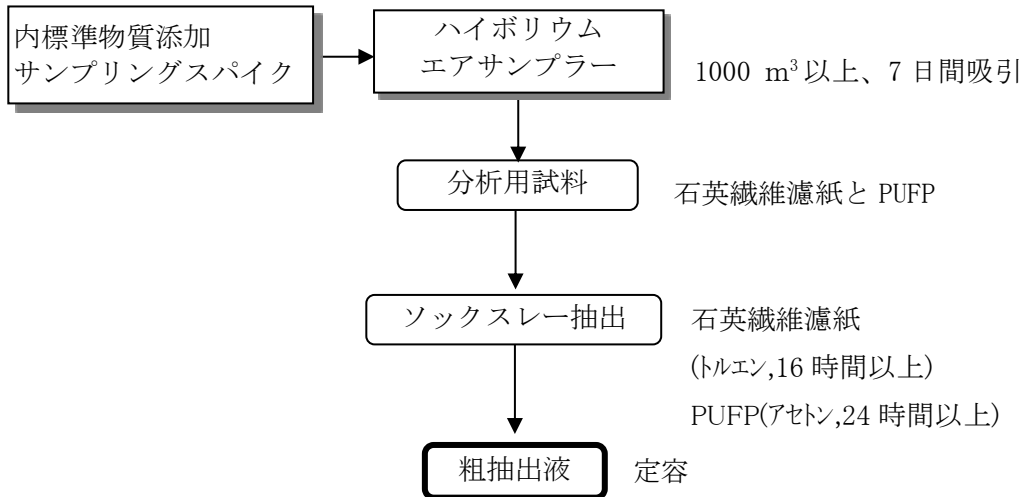 内標準物質添加
サンプリングスパイク
ハイボリウム
エアサンプラー
1000 m³以上、7日間吸引
分析用試料
石英繊維濾紙と PUFP
ソックスレー抽出
石英繊維濾紙
(ﾄﾙｴﾝ,16 時間以上)
PUFP(ｱｾﾄﾝ,24 時間以上)
粗抽出液
定容